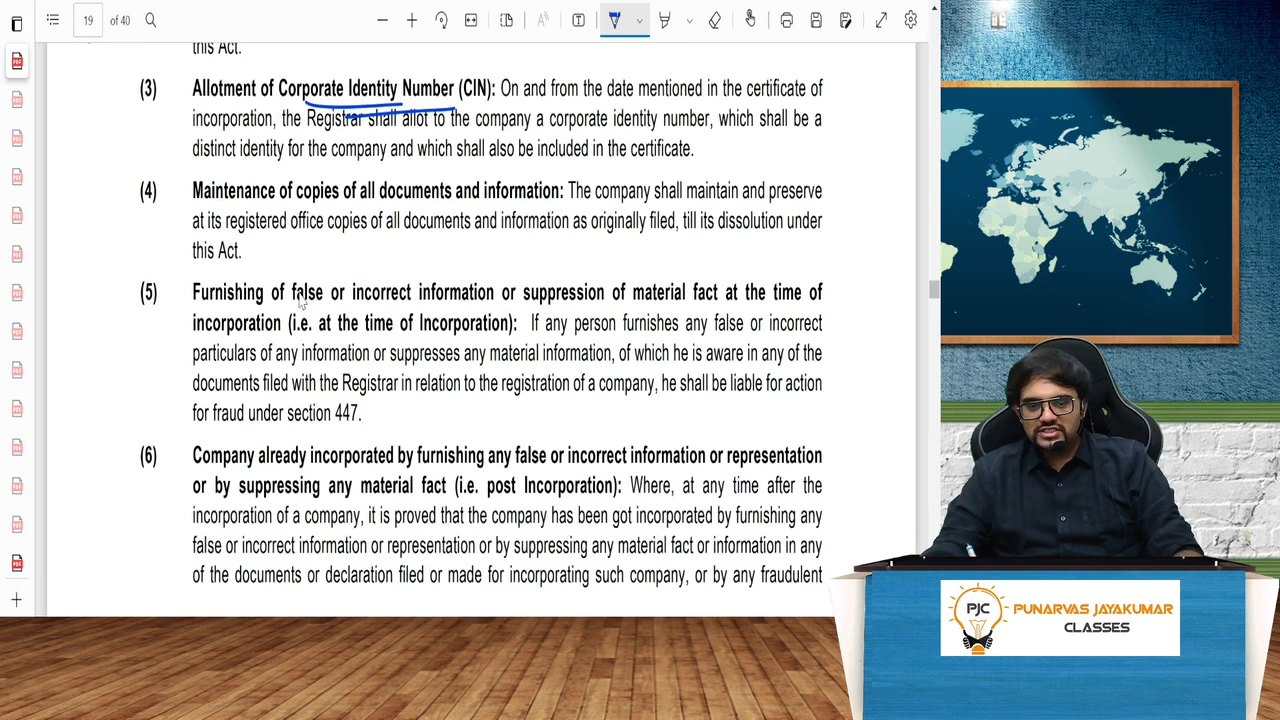 19 of 40
this Act.
(3) Allotment of Corporate Identity Number (CIN): On and from the date mentioned in the certificate of
incorporation, the Registrar shall allot to the company a corporate identity number, which shall be a
distinct identity for the company and which shall also be included in the certificate.
(4) Maintenance of copies of all documents and information: The company shall maintain and preserve
at its registered office copies of all documents and information as originally filed, till its dissolution under
this Act.
(5) Furnishing of false or incorrect information or suppression of material fact at the time of
incorporation (i.e. at the time of Incorporation): If any person furnishes any false or incorrect
particulars of any information or suppresses any material information, of which he is aware in any of the
documents filed with the Registrar in relation to the registration of a company, he shall be liable for action
for fraud under section 447.
(6) Company already incorporated by furnishing any false or incorrect information or representation
or by suppressing any material fact (i.e. post Incorporation): Where, at any time after the
incorporation of a company, it is proved that the company has been got incorporated by furnishing any
false or incorrect information or representation or by suppressing any material fact or information in any
of the documents or declaration filed or made for incorporating such company, or by any fraudulent
PJC
PUNARVAS JAYAKUMAR
CLASSES